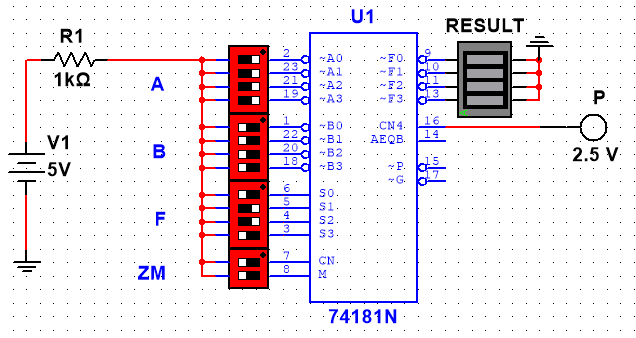 U1
R1
1kΩ
V1
5V
A
B
F
ZM
2 ~A0
23 ~A1
21 ~A2
19 ~A3
1 ~B0
22 ~B1
20 ~B2
18 ~B3
6 S0
5 S1
4 S2
3 S3
7 CN
8 M
~F0 9
~F1 10
~F2 11
~F3 13
CN4 16
AEQB 14
~P 15
~G 17
74181N
RESULT
P
2.5 V